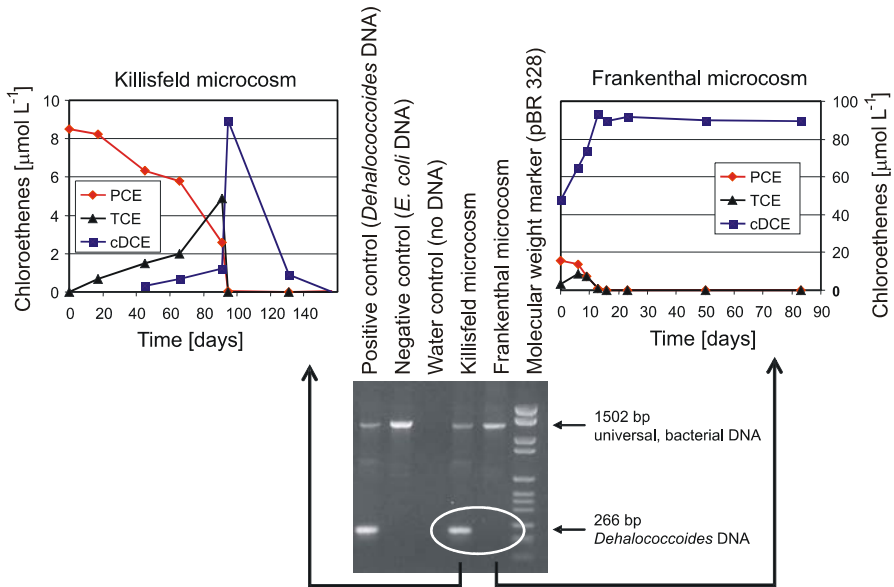 Killisfeld microcosm
Chloroethenes [µmol L⁻¹]
10
8
6
4
2
0
PCE
TCE
cDCE
0 20 40 60 80 100 120 140
Time [days]
Positive control (Dehalococcoides DNA)
Negative control (E. coli DNA)
Water control (no DNA)
Killisfeld microcosm
Frankenthal microcosm
Molecular weight marker (pBR 328)
Frankenthal microcosm
100
80
60
40
20
0
Chloroethenes [µmol L⁻¹]
PCE
TCE
cDCE
0 10 20 30 40 50 60 70 80 90
Time [days]
1502 bp
universal, bacterial DNA
266 bp
Dehalococcoides DNA